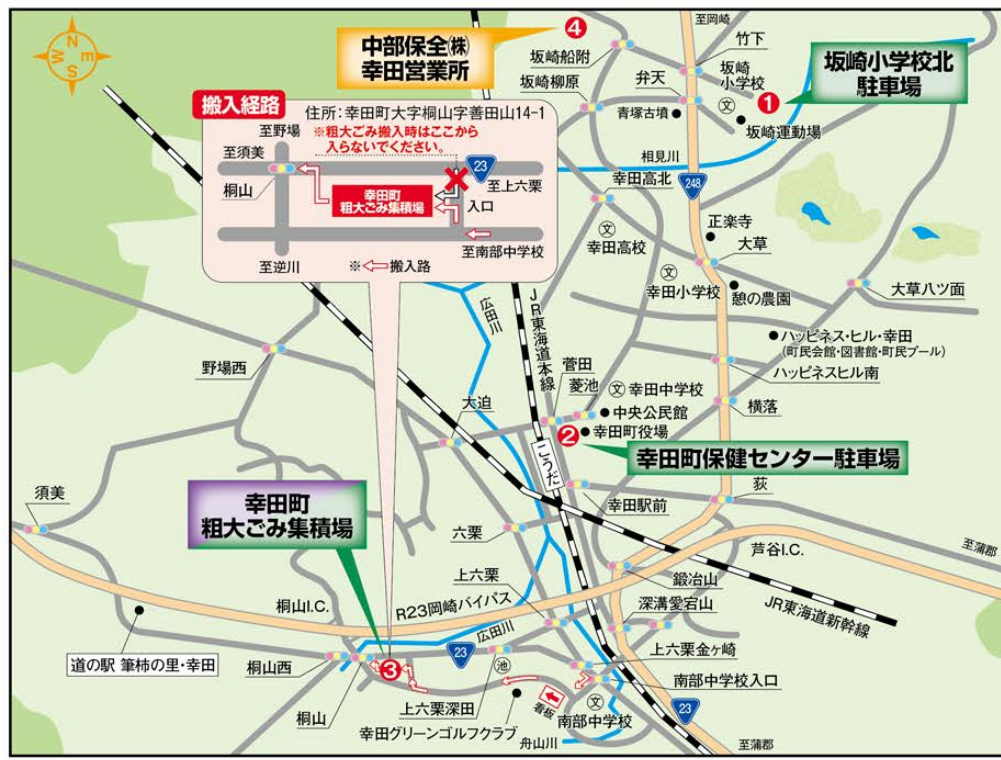 N
E
S
W
中部保全㈱
幸田営業所
4
至岡崎
竹下
坂崎船附
坂崎柳原
弁天
坂崎
小学校
文
1
坂崎小学校北
駐車場
青塚古墳
坂崎運動場
相見川
搬入経路
住所:幸田町大字桐山字善田山14-1
※粗大ごみ搬入時はここから
入らないでください。
至野場
至須美
桐山
23
至上六栗
幸田町
粗大ごみ集積場
入口
至南部中学校
至逆川
※⇦搬入路
248
幸田高北
文
幸田高校
正楽寺
大草
文
幸田小学校
憩の農園
大草八ツ面
広田川
JR東海道本線
ハッピネス・ヒル・幸田
(町民会館・図書館・町民プール)
ハッピネスヒル南
野場西
菅田
菱池
文
幸田中学校
中央公民館
大迫
横落
2
幸田町役場
幸田町保健センター駐車場
こうだ
須美
幸田町
粗大ごみ集積場
荻
幸田駅前
六栗
芦谷I.C.
至蒲郡
上六栗
鍛冶山
桐山I.C.
R23岡崎バイパス
深溝愛宕山
JR東海道新幹線
広田川
道の駅 筆柿の里・幸田
桐山西
3
23
池
上六栗金ヶ崎
南部中学校入口
桐山
上六栗深田
看板
文
南部中学校
23
幸田グリーンゴルフクラブ
舟山川
至蒲郡